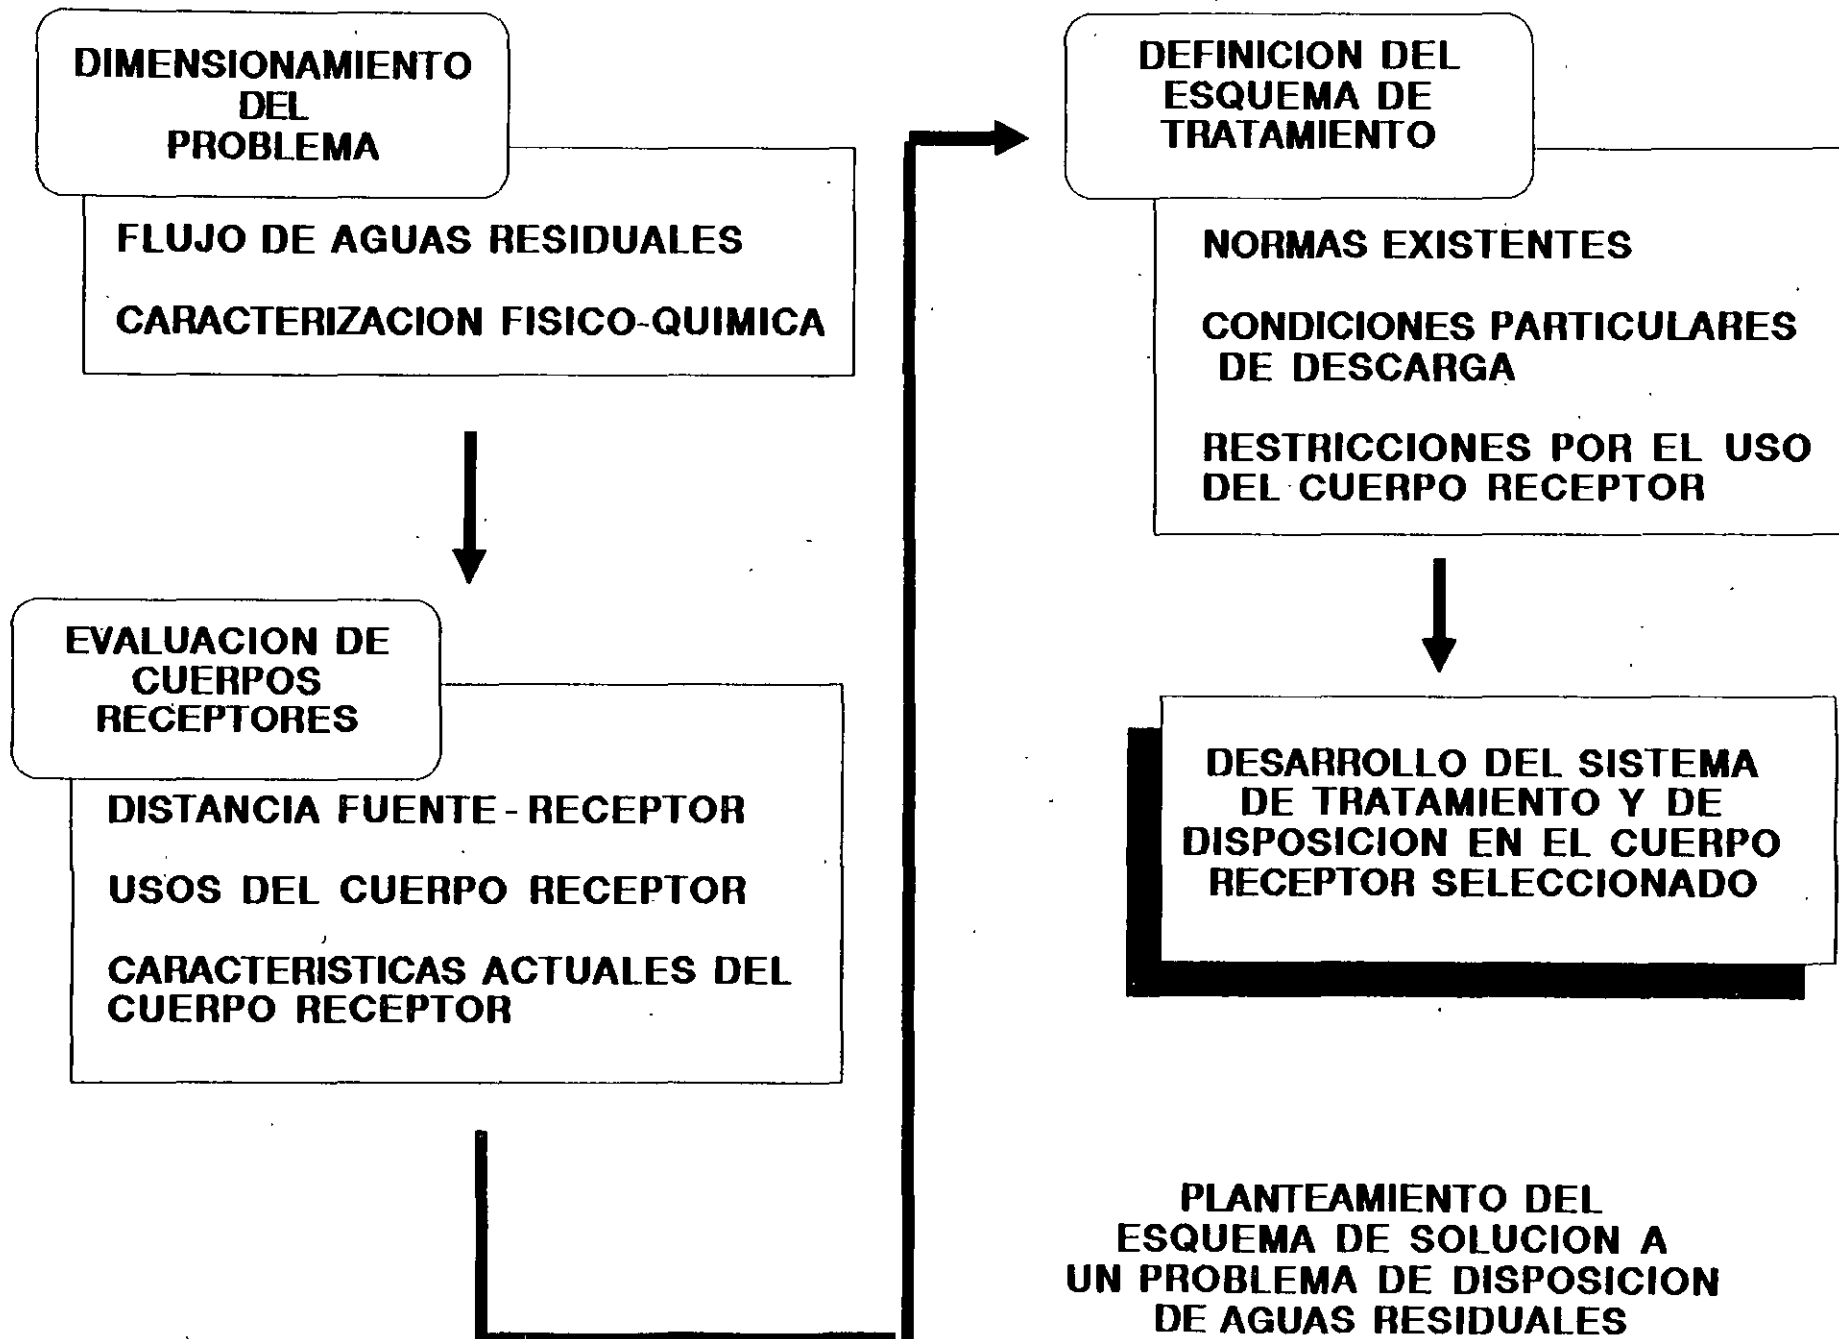 DIMENSIONAMIENTO
DEL
PROBLEMA
FLUJO DE AGUAS RESIDUALES
CARACTERIZACION FISICO-QUIMICA
EVALUACION DE
CUERPOS
RECEPTORES
DISTANCIA FUENTE - RECEPTOR
USOS DEL CUERPO RECEPTOR
CARACTERISTICAS ACTUALES DEL
CUERPO RECEPTOR
DEFINICION DEL
ESQUEMA DE
TRATAMIENTO
NORMAS EXISTENTES
CONDICIONES PARTICULARES
DE DESCARGA
RESTRICCIONES POR EL USO
DEL CUERPO RECEPTOR
DESARROLLO DEL SISTEMA
DE TRATAMIENTO Y DE
DISPOSICION EN EL CUERPO
RECEPTOR SELECCIONADO
PLANTEAMIENTO DEL
ESQUEMA DE SOLUCION A
UN PROBLEMA DE DISPOSICION
DE AGUAS RESIDUALES